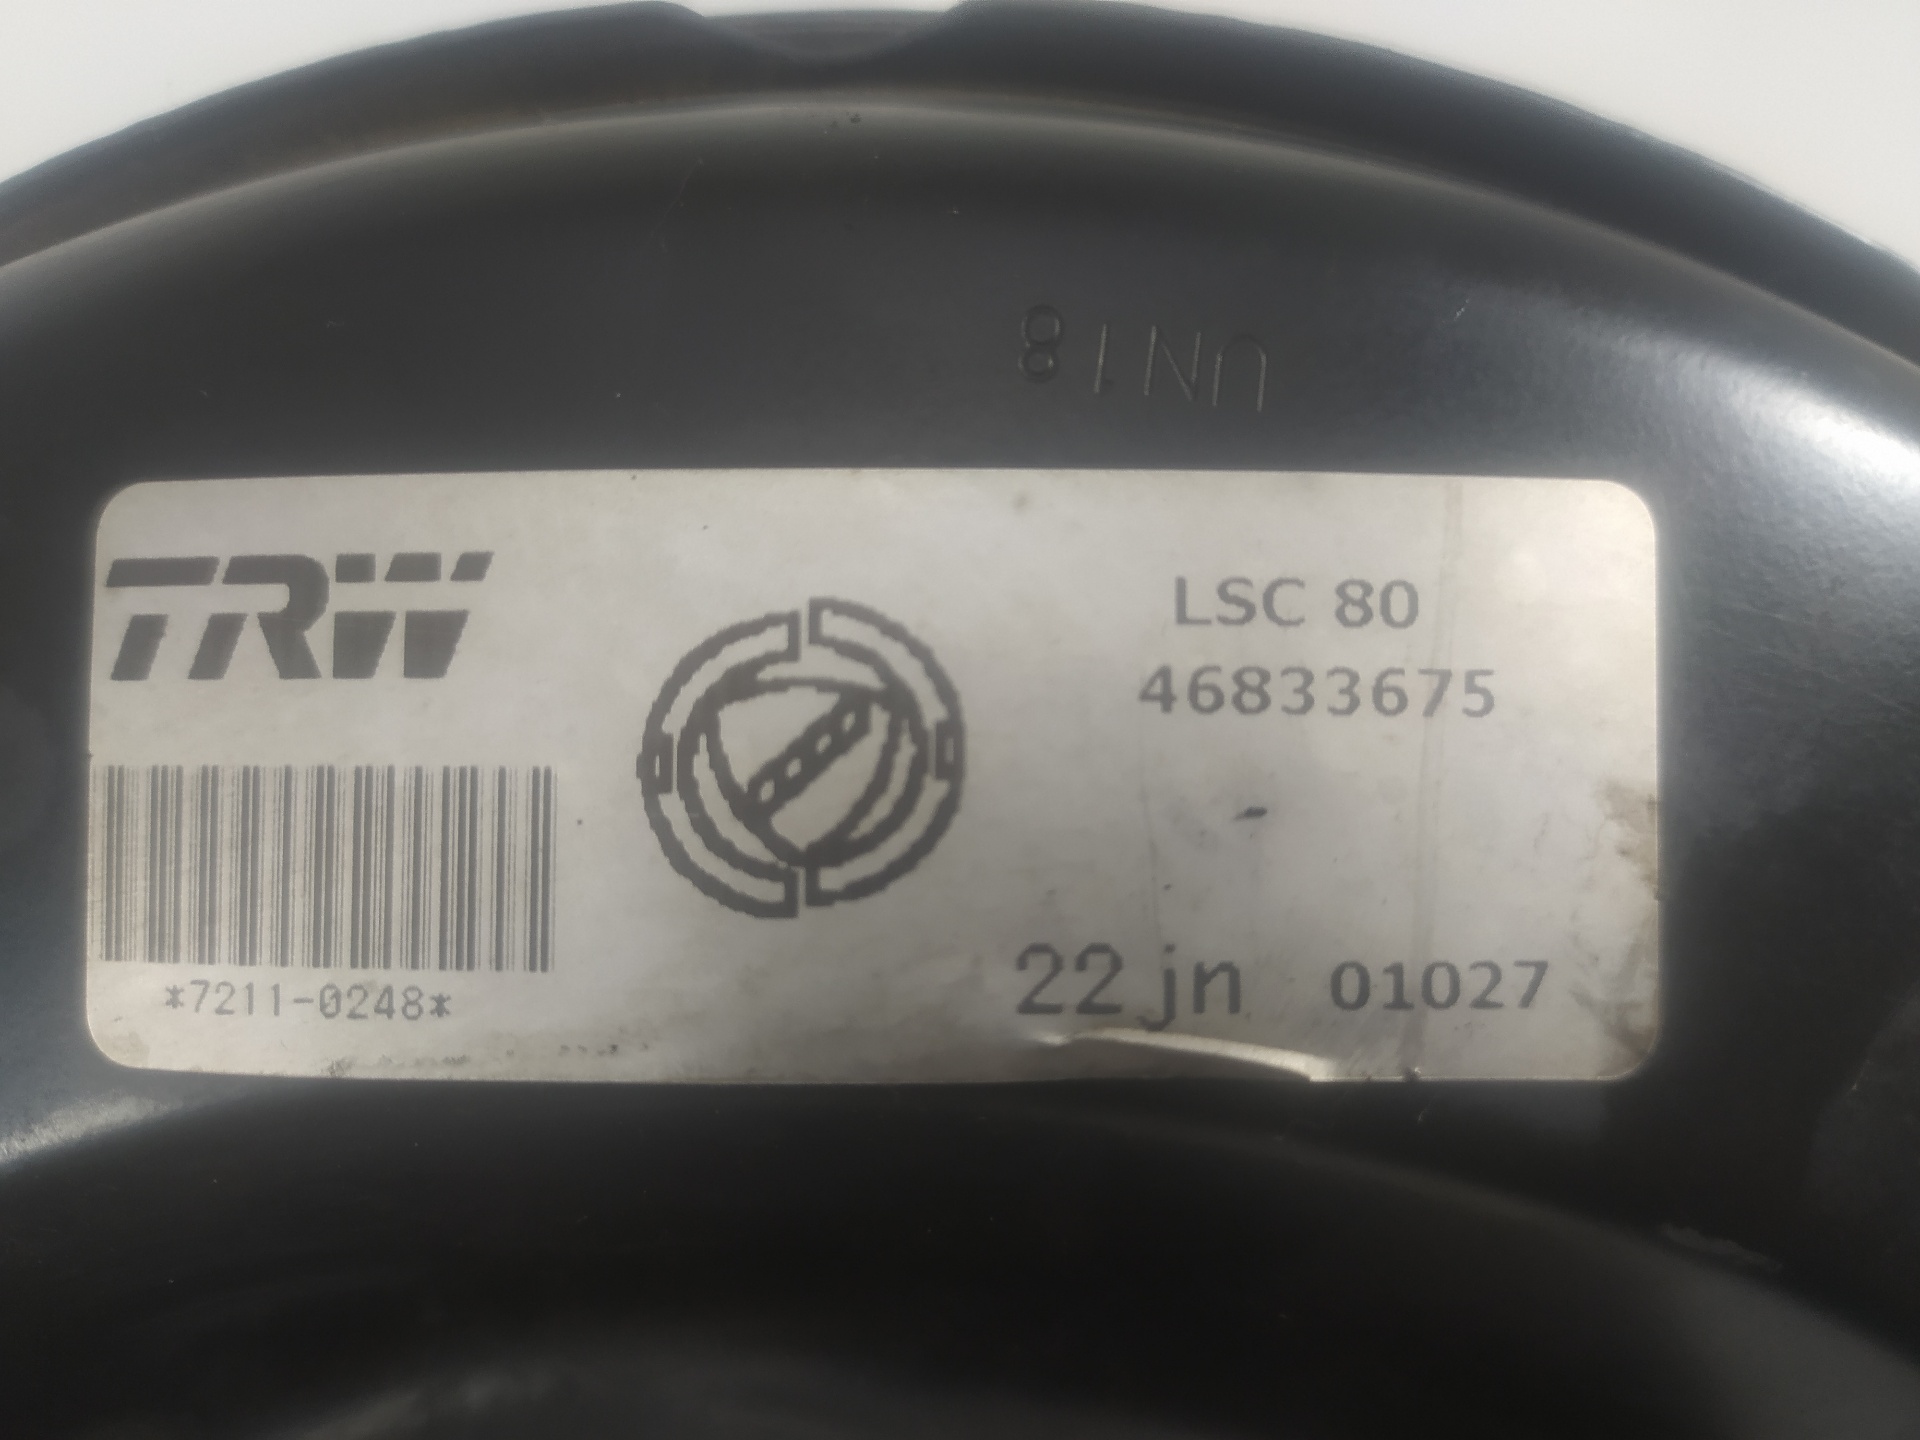 UN18
TRW
LSC 80
46833675
*7211-0248*
22 jn 01027